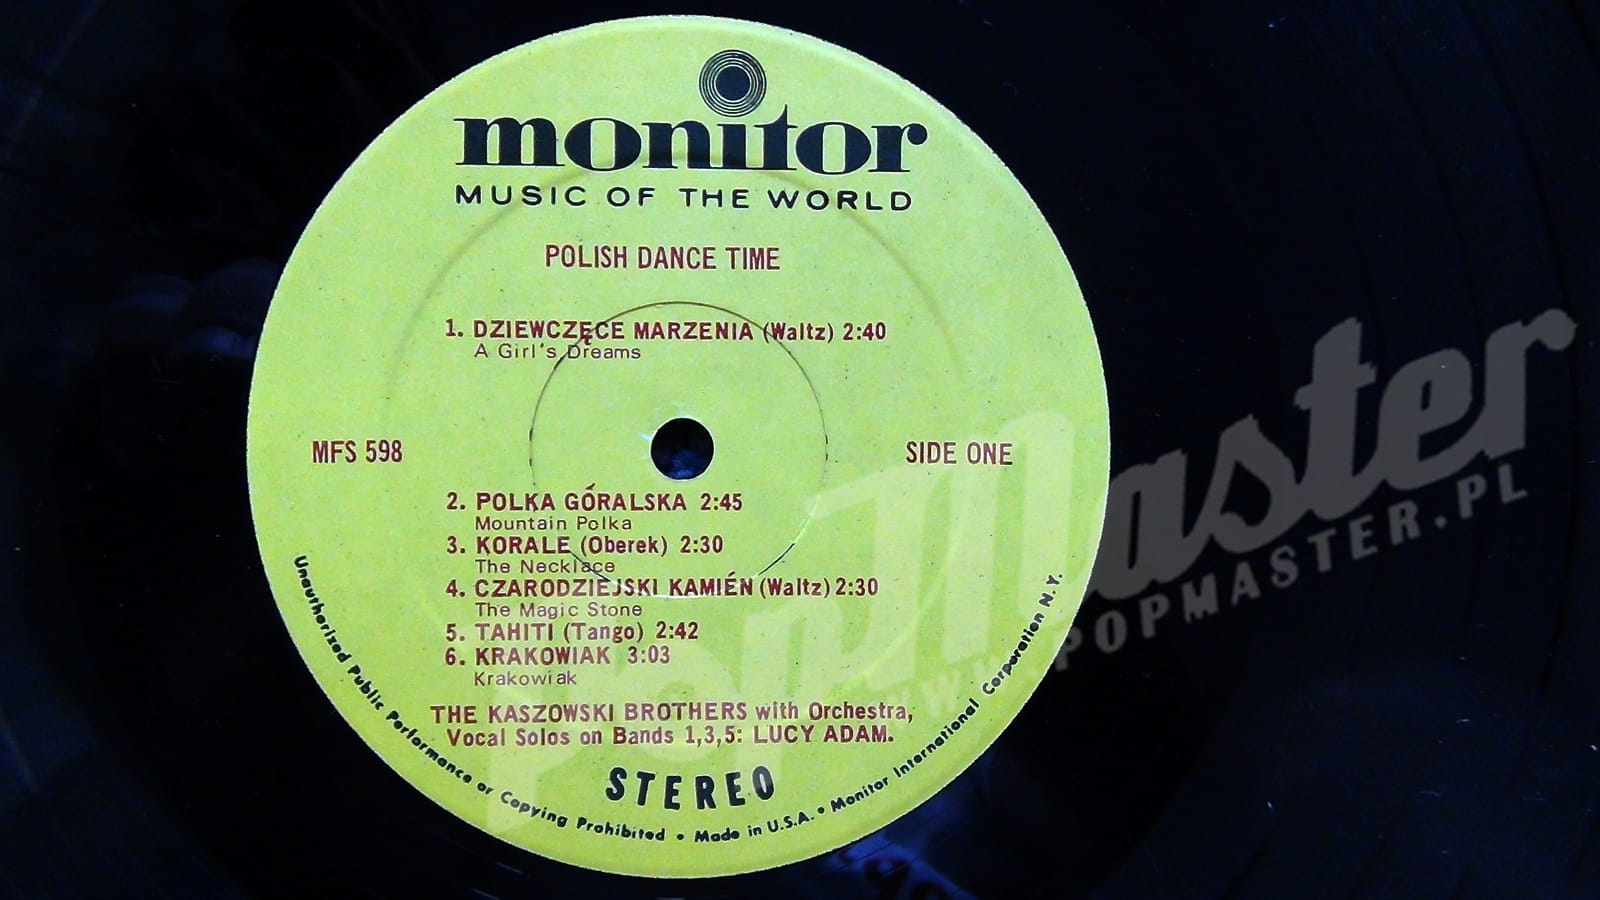 monitor
MUSIC OF THE WORLD
POLISH DANCE TIME
1. DZIEWCZĘCE MARZENIA (Waltz) 2:40
A Girl's Dreams
MFS 598
SIDE ONE
2. POLKA GÓRALSKA 2:45
Mountain Polka
3. KORALE (Oberek) 2:30
The Necklace
4. CZARODZIEJSKI KAMIÉN (Waltz) 2:30
The Magic Stone
5. TAHITI (Tango) 2:42
6. KRAKOWIAK 3:03
Krakowiak
THE KASZOWSKI BROTHERS with Orchestra,
Vocal Solos on Bands 1,3,5: LUCY ADAM.
STEREO
Unauthorized Public Performance or Copying Prohibited • Made in U.S.A. • Monitor International Corporation N.Y.
PopMaster
WWW.POPMASTER.PL